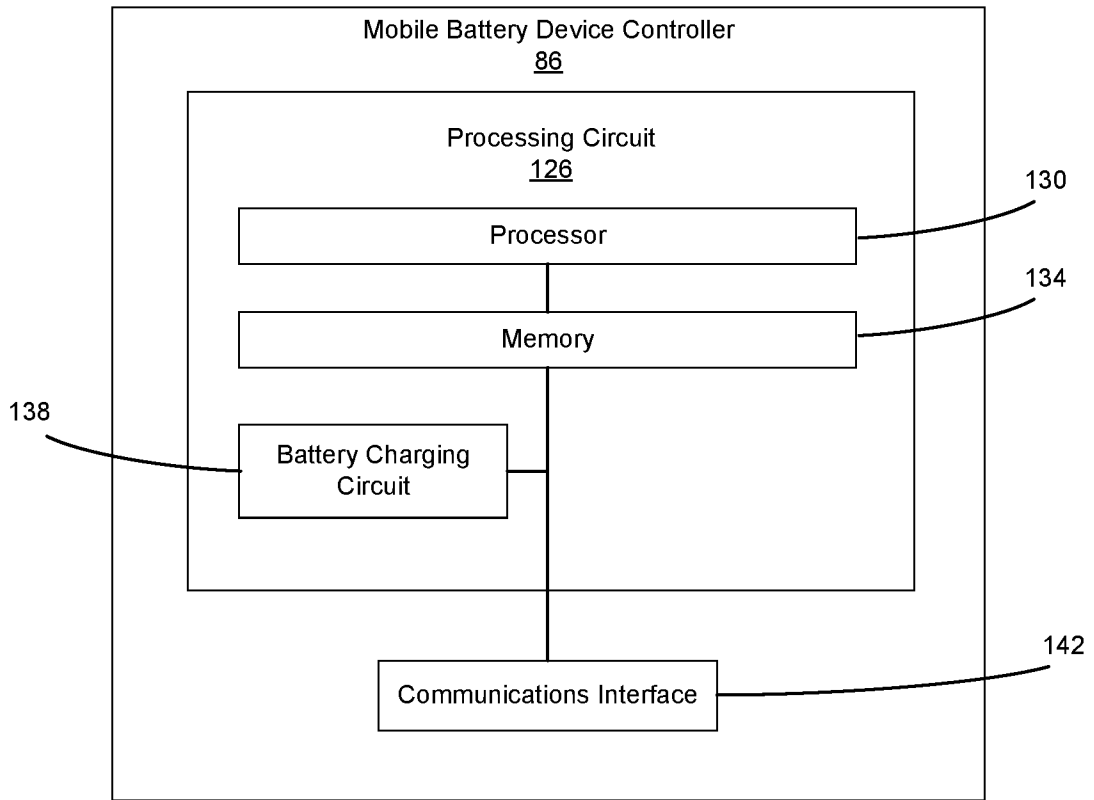 Mobile Battery Device Controller
86
Processing Circuit
126
130
Processor
134
Memory
138
Battery Charging
Circuit
142
Communications Interface